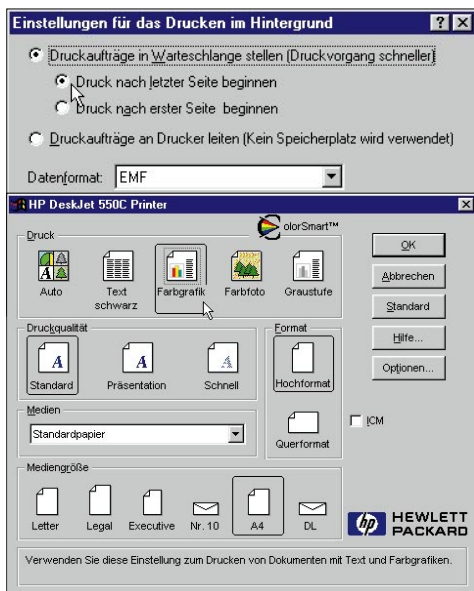 Einstellungen für das Drucken im Hintergrund
Druckaufträge in Warteschlange stellen (Druckvorgang schneller)
Druck nach letzter Seite beginnen
Druck nach erster Seite beginnen
Druckaufträge an Drucker leiten (Kein Speicherplatz wird verwendet)
Datenformat: EMF
HP DeskJet 550C Printer
Druck
ColorSmart™
OK
Auto
Text schwarz
Farbgrafik
Farbfoto
Graustufe
Abbrechen
Standard
Druckqualität
Format
Hilfe...
Standard
Präsentation
Schnell
Hochformat
Optionen...
Medien
Standardpapier
Querformat
ICM
Mediengröße
Letter
Legal
Executive
Nr. 10
A4
DL
hp HEWLETT
PACKARD
Verwenden Sie diese Einstellung zum Drucken von Dokumenten mit Text und Farbgrafiken.